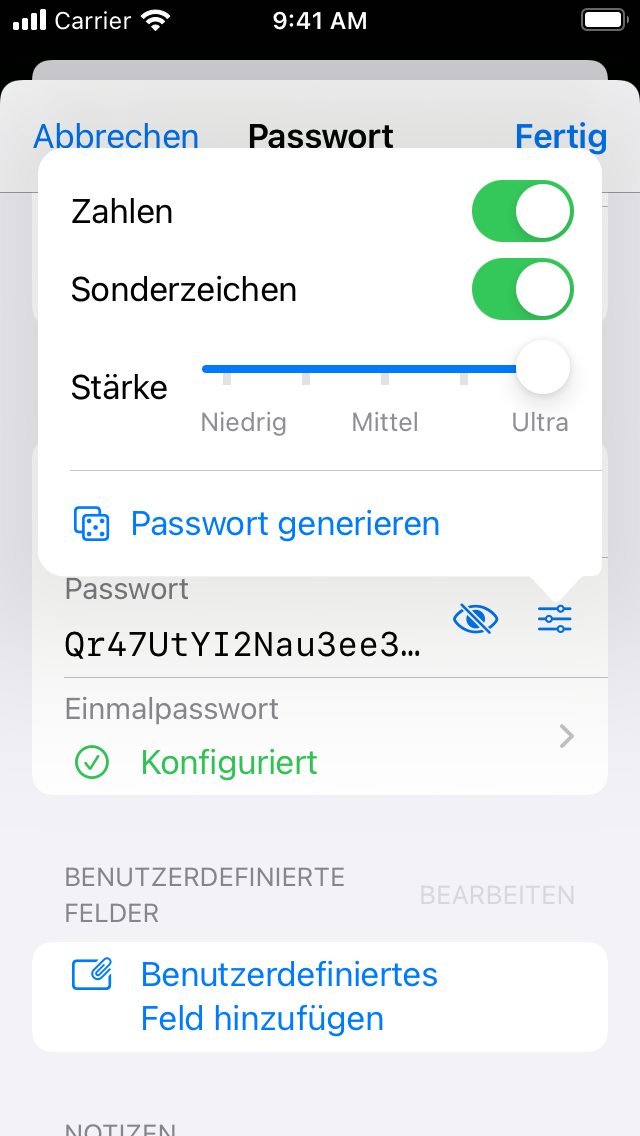 Carrier
9:41 AM
Abbrechen
Passwort
Fertig
Zahlen
Sonderzeichen
Stärke
Niedrig
Mittel
Ultra
Passwort generieren
Passwort
Qr47UtYI2Nau3ee3…
Einmalpasswort
Konfiguriert
BENUTZERDEFINIERTE
FELDER
BEARBEITEN
Benutzerdefiniertes
Feld hinzufügen
NOTIZEN